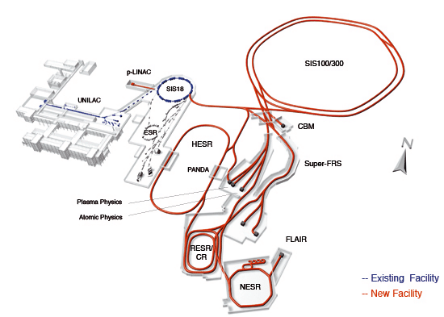 SIS100/300
p-LINAC
SIS18
UNILAC
ESR
CBM
HESR
PANDA
Super-FRS
Plasma Physics
Atomic Physics
RESR/
CR
FLAIR
NESR
N
-- Existing Facility
-- New Facility